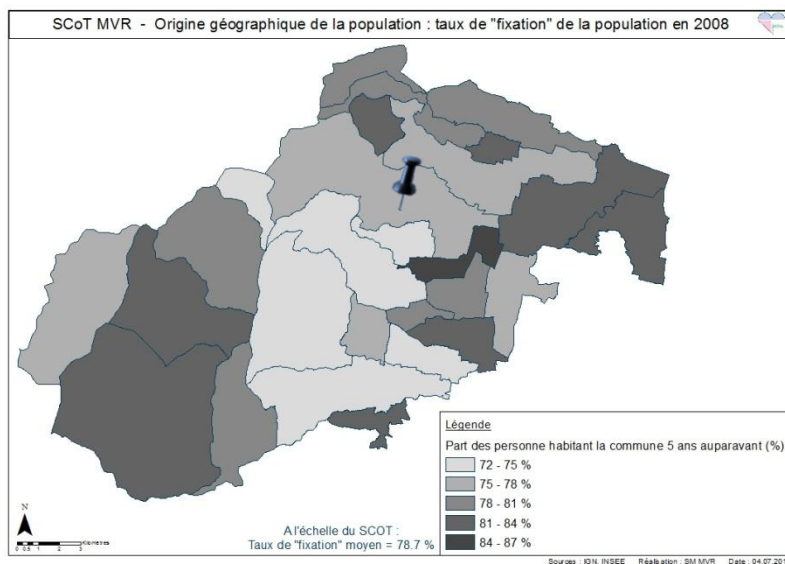 SCoT MVR - Origine géographique de la population : taux de "fixation" de la population en 2008
Légende
Part des personne habitant la commune 5 ans auparavant (%)
72 - 75 %
75 - 78 %
78 - 81 %
81 - 84 %
84 - 87 %
N
A l'échelle du SCOT :
Taux de "fixation" moyen = 78.7 %
Sources : IGN, INSEE Réalisation : SM MVR Date : 04.07.201